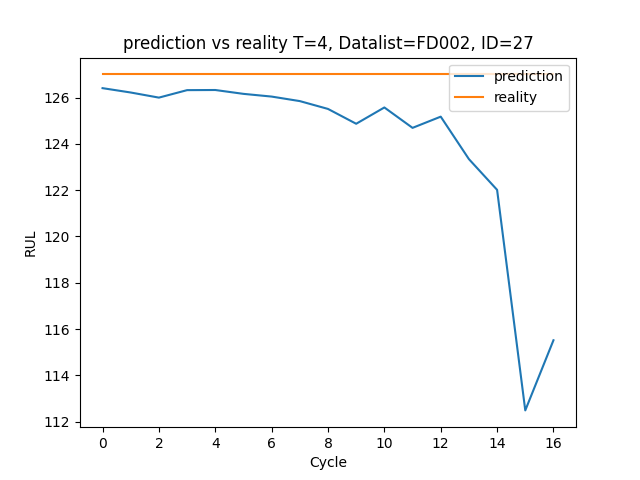 prediction vs reality T=4, Datalist=FD002, ID=27
prediction
reality
126
124
122
120
118
116
114
112
RUL
0 2 4 6 8 10 12 14 16
Cycle